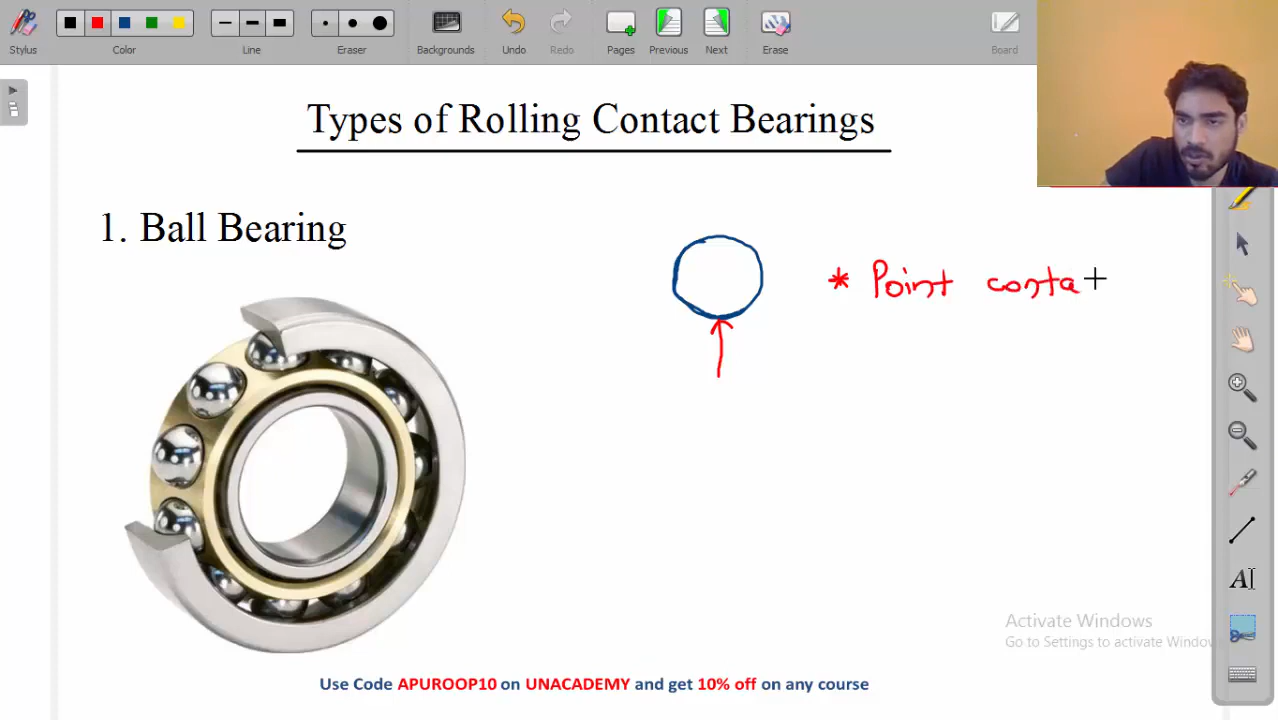 Stylus
Color
Line
Eraser
Backgrounds
Undo
Redo
Pages
Previous
Next
Erase
Board
Types of Rolling Contact Bearings
1. Ball Bearing
* Point conta
Activate Windows
Go to Settings to activate Windows
Use Code APUROOP10 on UNACADEMY and get 10% off on any course